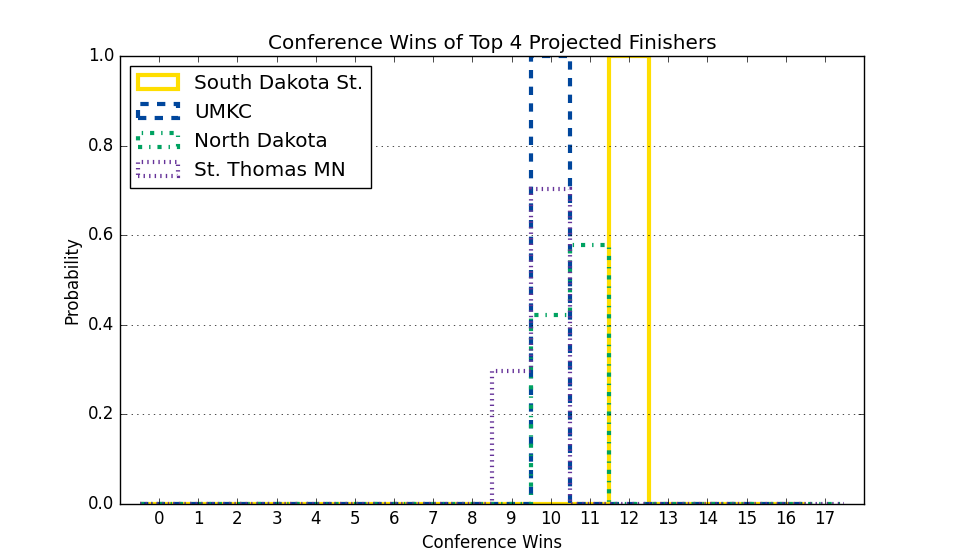 Conference Wins of Top 4 Projected Finishers
1.0
South Dakota St.
UMKC
North Dakota
St. Thomas MN
0.8
0.6
0.4
0.2
0.0
Probability
0 1 2 3 4 5 6 7 8 9 10 11 12 13 14 15 16 17
Conference Wins